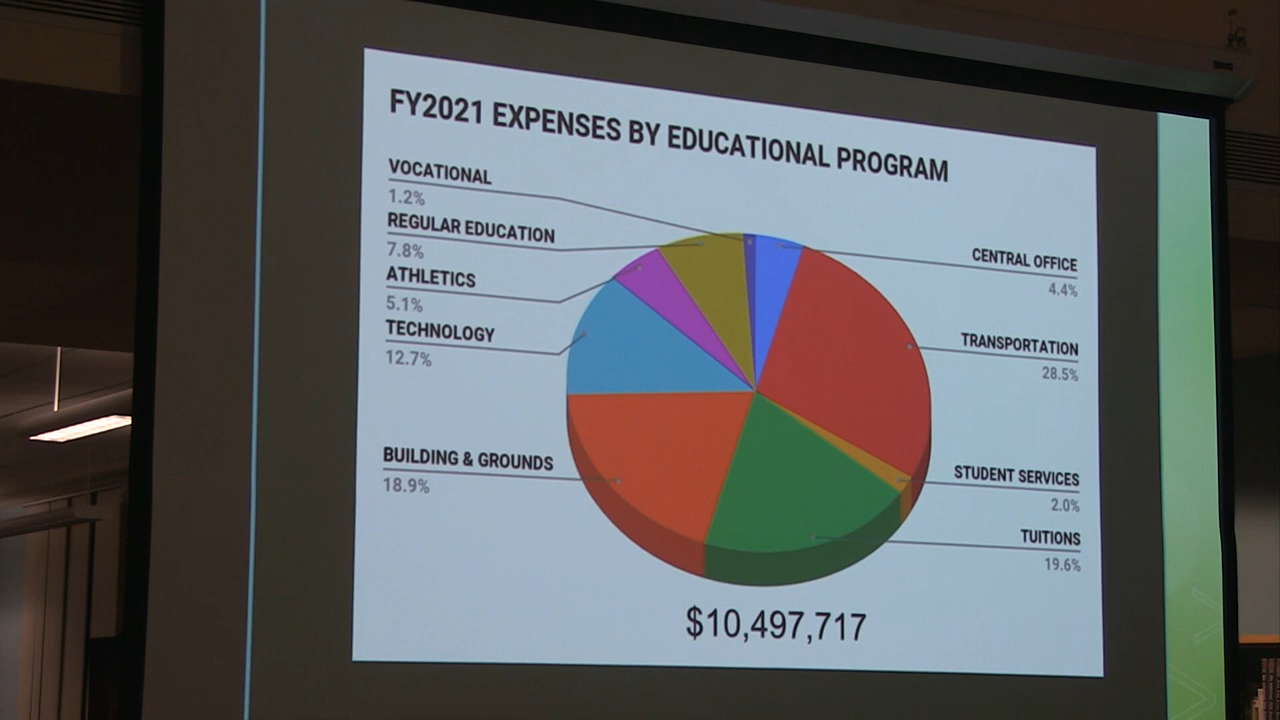 FY2021 EXPENSES BY EDUCATIONAL PROGRAM
VOCATIONAL
1.2%
REGULAR EDUCATION
7.8%
ATHLETICS
5.1%
TECHNOLOGY
12.7%
BUILDING & GROUNDS
18.9%
CENTRAL OFFICE
4.4%
TRANSPORTATION
28.5%
STUDENT SERVICES
2.0%
TUITIONS
19.6%
$10,497,717